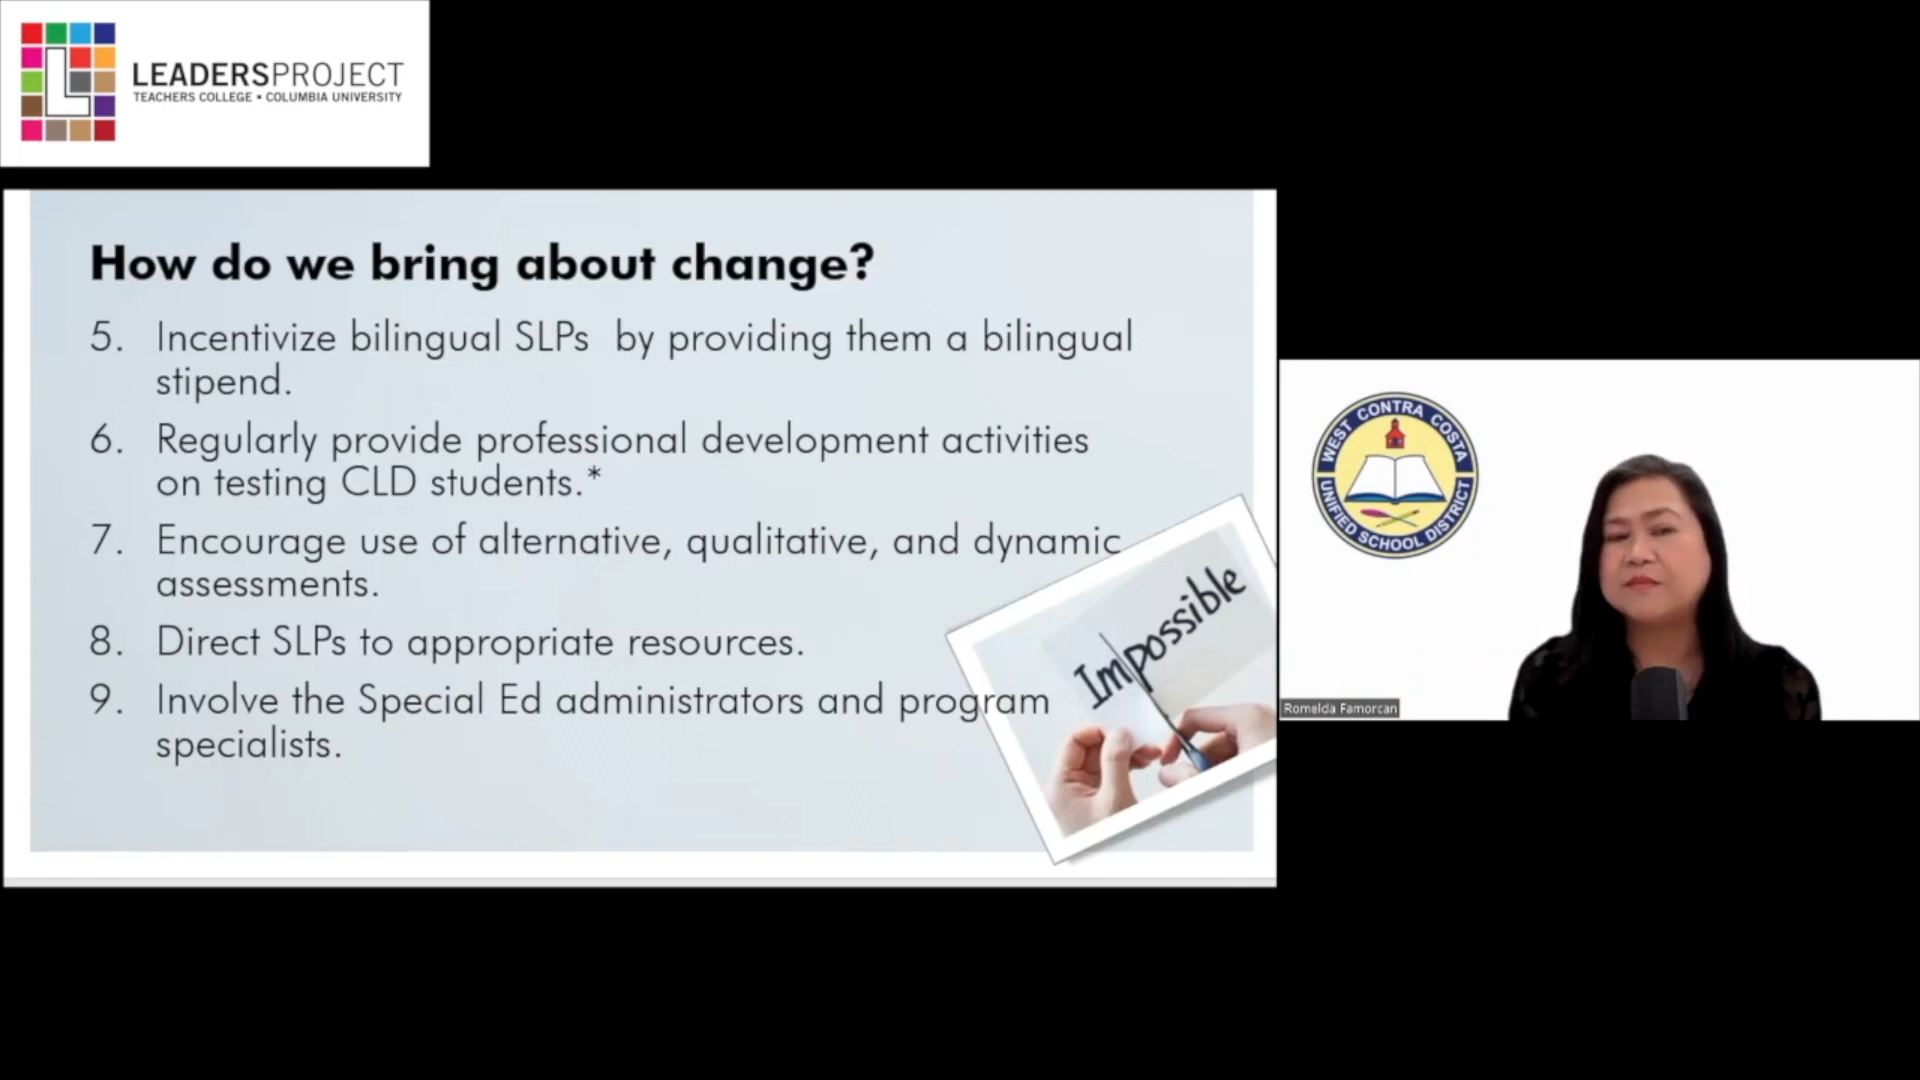 LEADERSPROJECT
TEACHERS COLLEGE • COLUMBIA UNIVERSITY
How do we bring about change?
5. Incentivize bilingual SLPs by providing them a bilingual
stipend.
6. Regularly provide professional development activities
on testing CLD students.*
7. Encourage use of alternative, qualitative, and dynamic
assessments.
8. Direct SLPs to appropriate resources.
9. Involve the Special Ed administrators and program
specialists.
Impossible
WEST CONTRA COSTA
UNIFIED SCHOOL DISTRICT
Romelda Famorcan